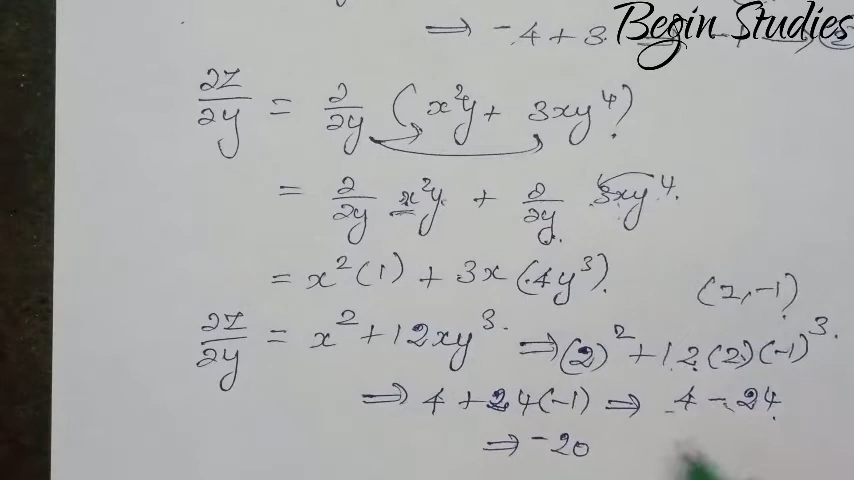 Begin Studies
⇒ -4 + 3
∂z/∂y = ∂/∂y (x²y + 3xy⁴)
= ∂/∂y x²y + ∂/∂y 3xy⁴.
= x²(1) + 3x(4y³).
(2,-1)
∂z/∂y = x² + 12xy³. ⇒ (2)² + 12(2)(-1)³.
⇒ 4 + 24(-1) ⇒ 4 - 24
⇒ -20